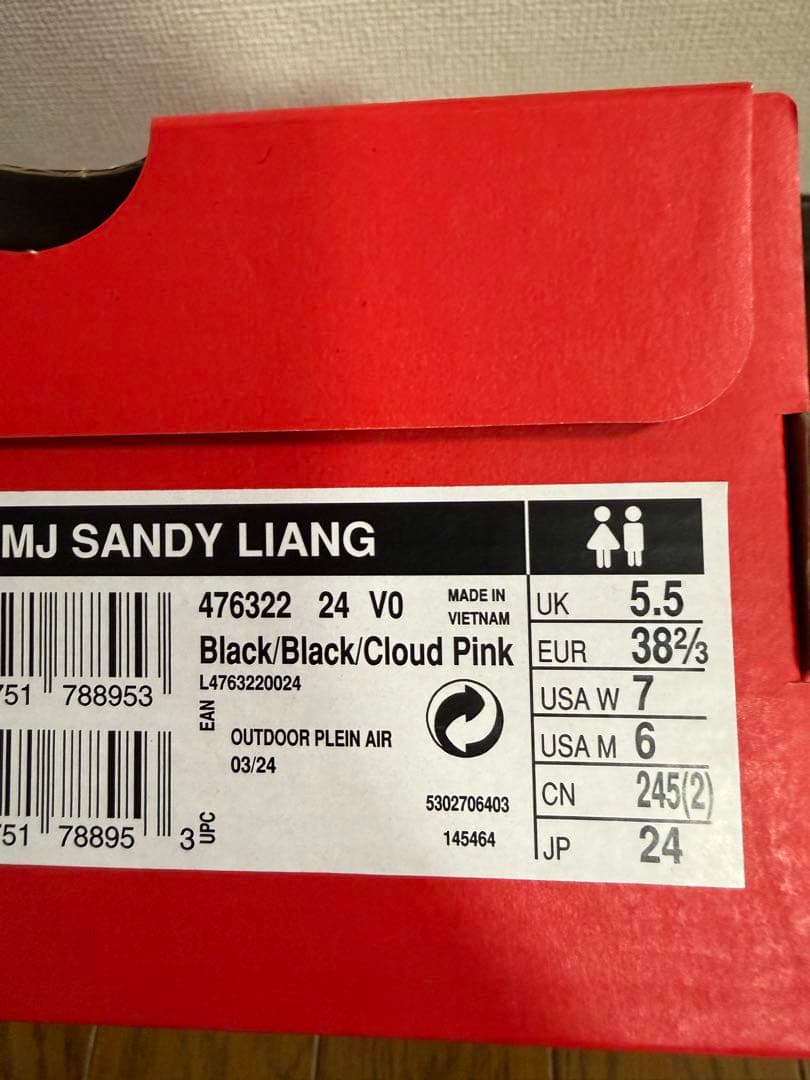 MJ SANDY LIANG
476322 24 V0
MADE IN
VIETNAM
Black/Black/Cloud Pink
L4763220024
751 788953
EAN
OUTDOOR PLEIN AIR
03/24
5302706403
145464
751 78895 3
UPC
UK 5.5
EUR 38⅔
USA W 7
USA M 6
CN 245(2)
JP 24